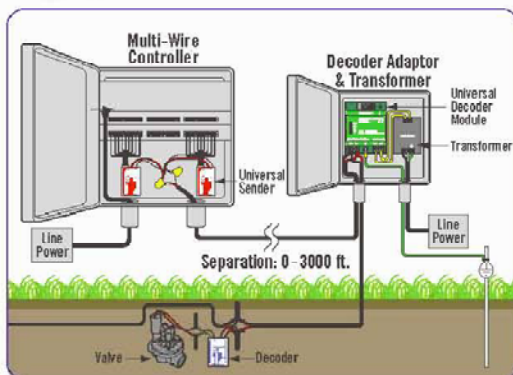 Multi-Wire
Controller
Decoder Adaptor
& Transformer
Universal
Decoder
Module
Transformer
Universal
Sender
Line
Power
Line
Power
Separation: 0-3000 ft.
Valve
Decoder